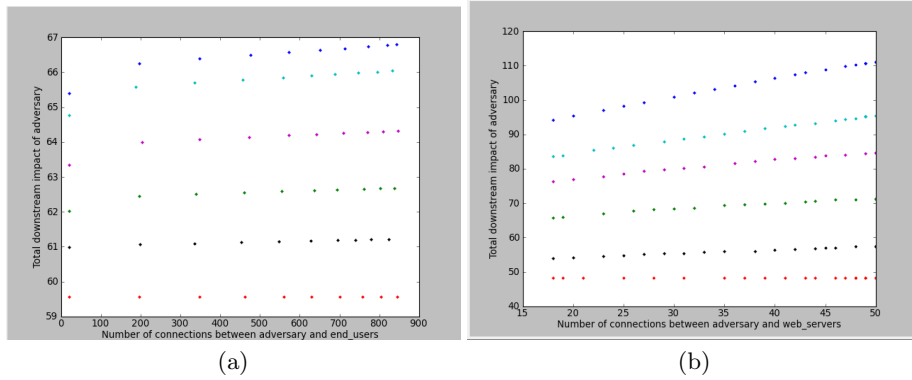 67
66
65
64
63
62
61
60
59
0 100 200 300 400 500 600 700 800 900
Total downstream impact of adversary
Number of connections between adversary and end_users
(a)
120
110
100
90
80
70
60
50
40
15 20 25 30 35 40 45 50
Total downstream impact of adversary
Number of connections between adversary and web_servers
(b)